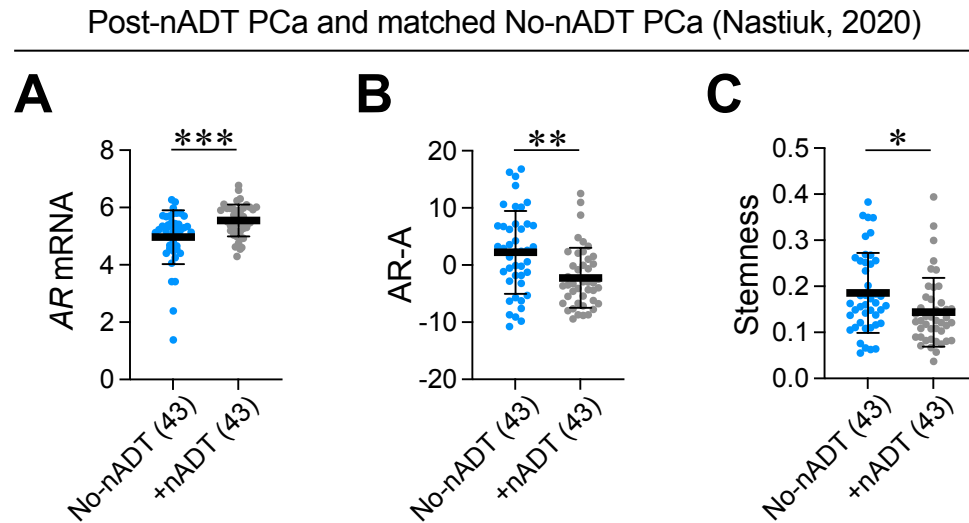 Post-nADT PCa and matched No-nADT PCa (Nastiuk, 2020)
A
AR mRNA
8
6
4
2
0
***
No-nADT (43)
+nADT (43)
B
AR-A
20
10
0
-10
-20
**
No-nADT (43)
+nADT (43)
C
Stemness
0.5
0.4
0.3
0.2
0.1
0.0
*
No-nADT (43)
+nADT (43)